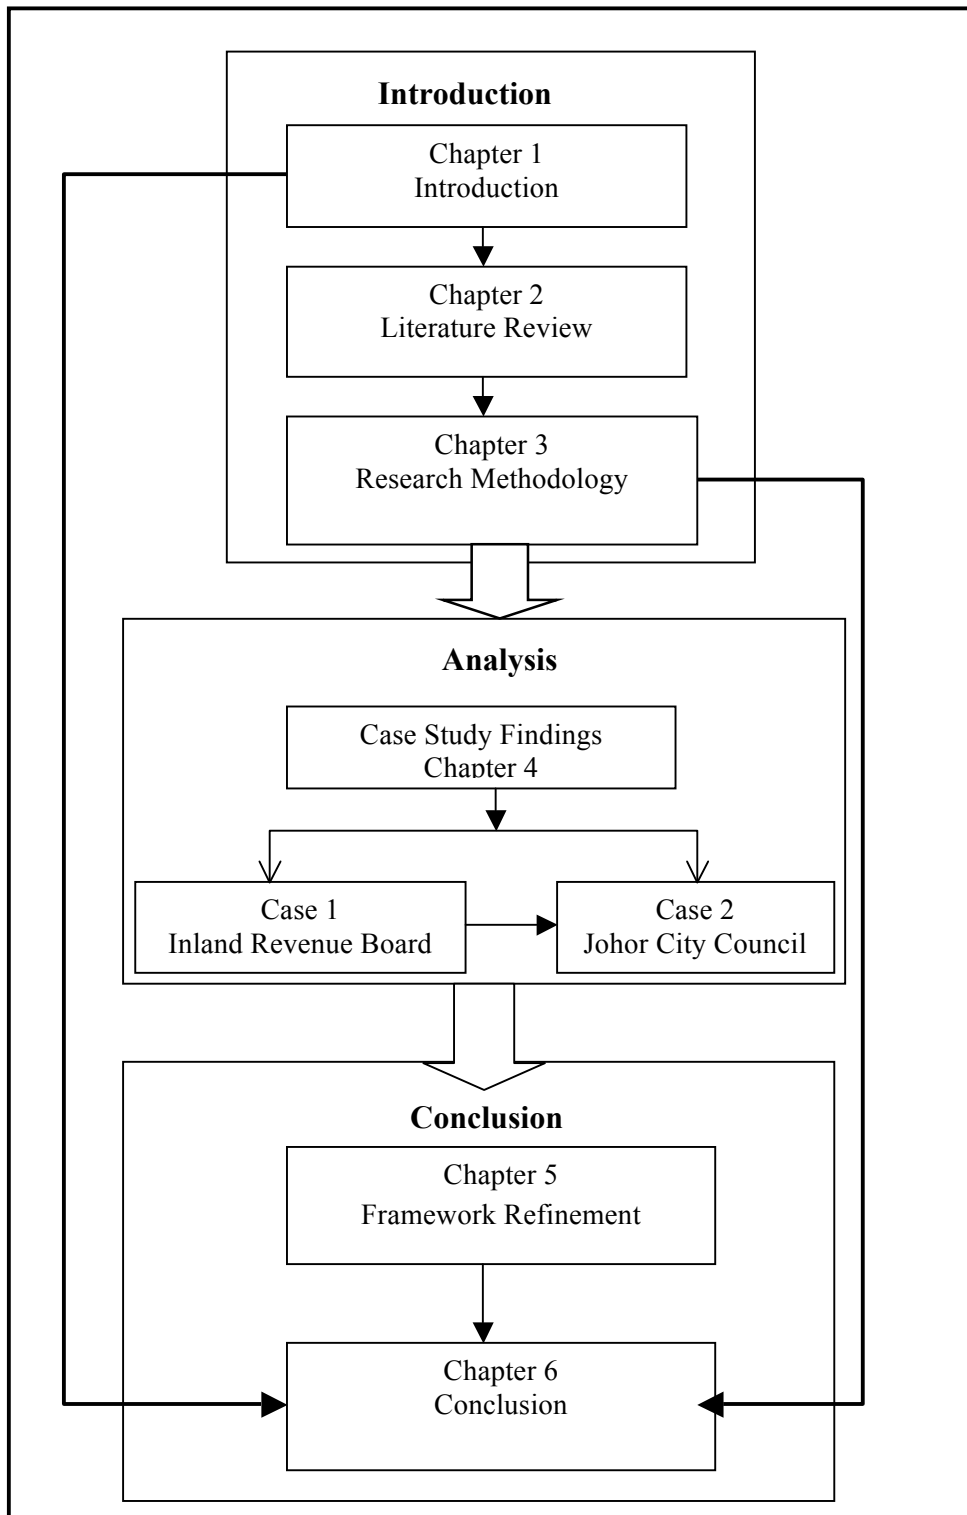 Introduction
Chapter 1
Introduction
Chapter 2
Literature Review
Chapter 3
Research Methodology
Analysis
Case Study Findings
Chapter 4
Case 1
Inland Revenue Board
Case 2
Johor City Council
Conclusion
Chapter 5
Framework Refinement
Chapter 6
Conclusion